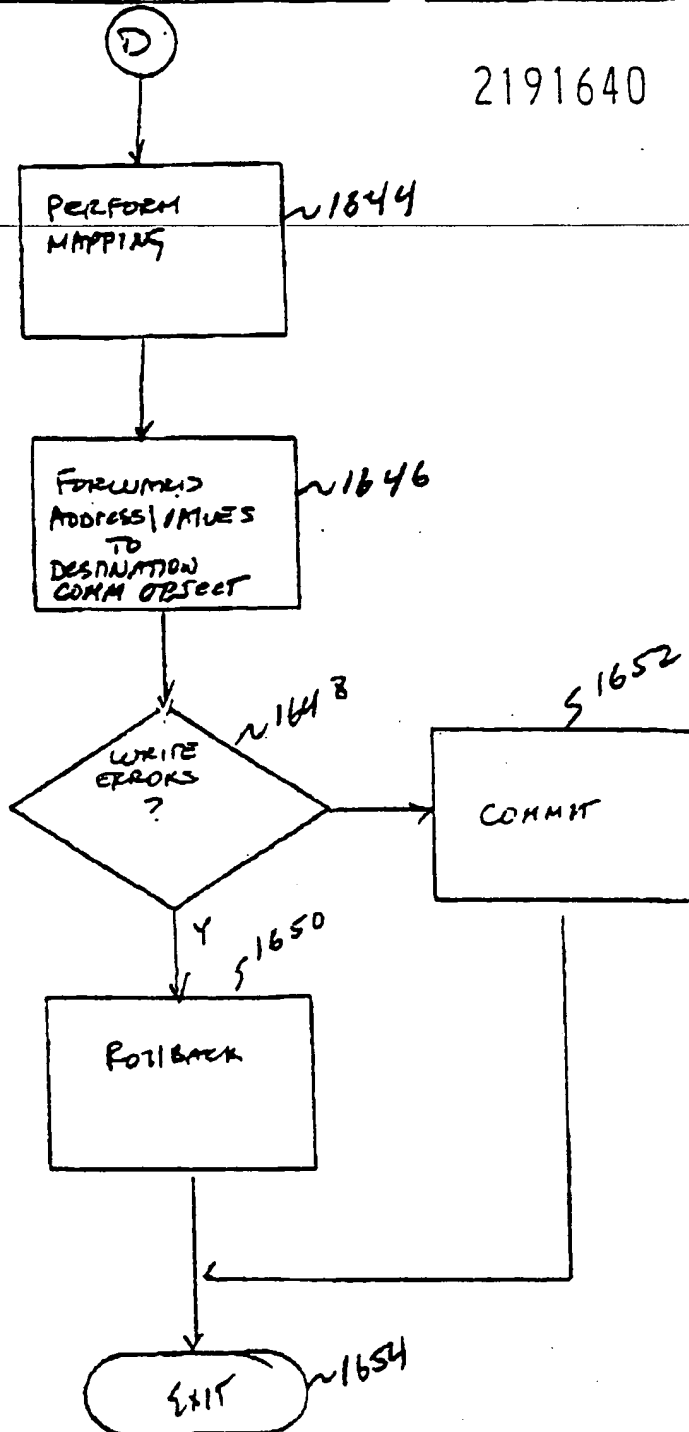 D
2191640
PERFORM
MAPPING
1644
FORWARD
ADDRESS/VALUES
TO
DESTINATION
COMM OBJECT
1646
WRITE
ERRORS
?
1648
1652
COMMIT
Y
1650
ROLLBACK
EXIT
1654